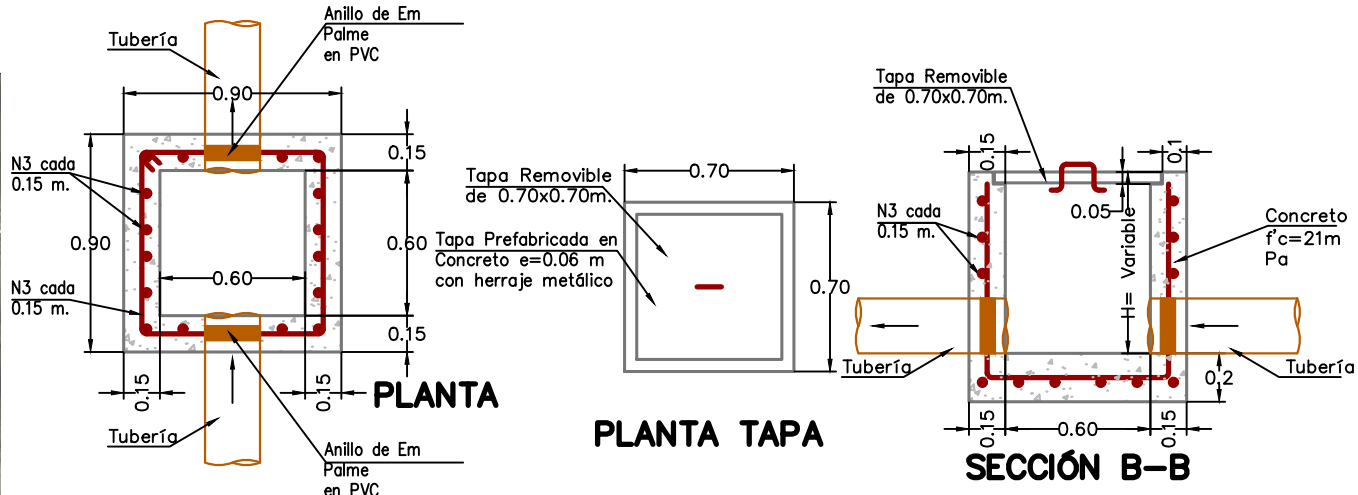 Tubería
Anillo de Em
Palme
en PVC
0.90
N3 cada
0.15 m.
0.15
0.90
0.60
0.60
N3 cada
0.15 m.
0.15
0.15
0.15
PLANTA
Tubería
Anillo de Em
Palme
en PVC
Tapa Removible
de 0.70x0.70m.
0.70
Tapa Prefabricada en
Concreto e=0.06 m
con herraje metálico
0.70
PLANTA TAPA
Tapa Removible
de 0.70x0.70m.
0.15
0.1
0.05
N3 cada
0.15 m.
H= Variable
Concreto
f'c=21m
Pa
Tubería
Tubería
0.2
0.15
0.60
0.15
SECCIÓN B-B